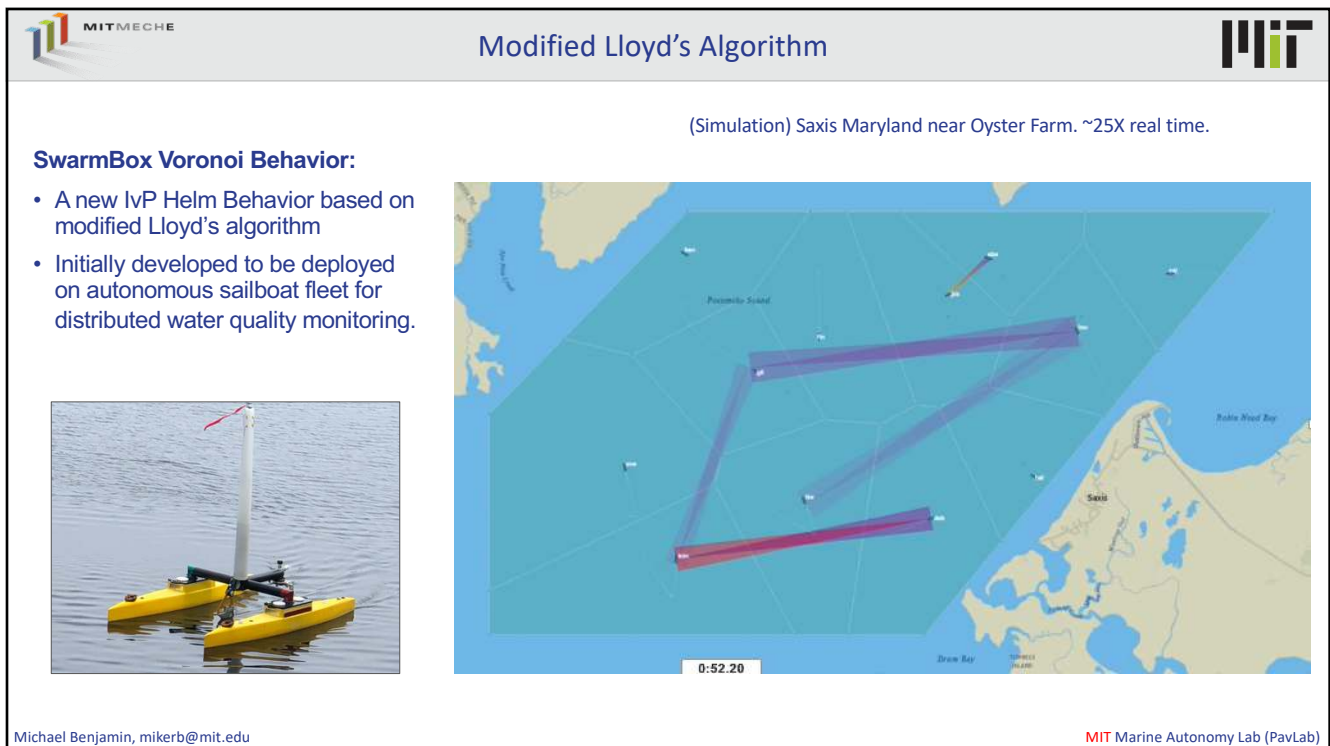 MITMECHE
Modified Lloyd's Algorithm
(Simulation) Saxis Maryland near Oyster Farm. ~25X real time.
SwarmBox Voronoi Behavior:
• A new IvP Helm Behavior based on
modified Lloyd's algorithm
• Initially developed to be deployed
on autonomous sailboat fleet for
distributed water quality monitoring.
Pocomoke Sound
Robin Hood Bay
Saxis
Drum Bay
ISLAND
0:52.20
Michael Benjamin, mikerb@mit.edu
MIT Marine Autonomy Lab (PavLab)